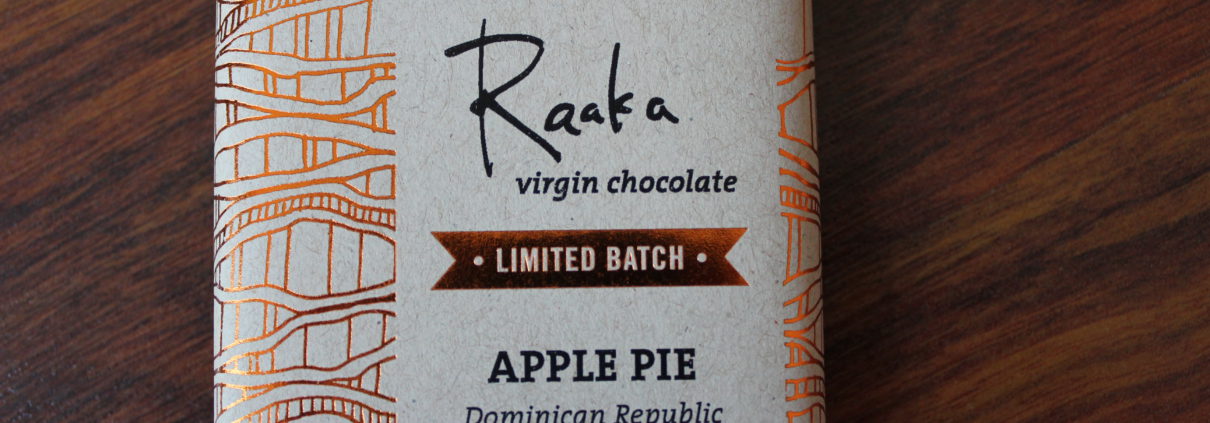 Raaka
virgin chocolate
• LIMITED BATCH •
APPLE PIE
Dominican Republic